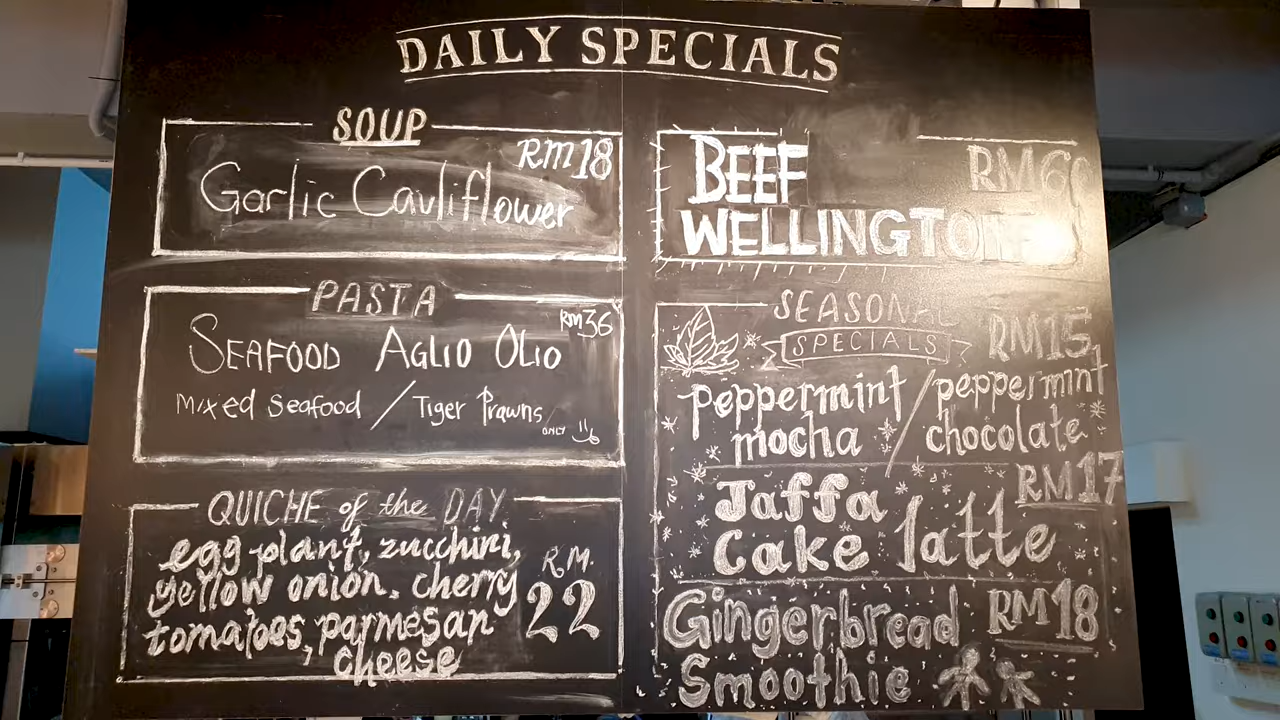 DAILY SPECIALS
SOUP
RM18
Garlic Cauliflower
PASTA
RM36
SEAFOOD AGLIO OLIO
Mixed Seafood / Tiger Prawns
ONLY
QUICHE of the DAY
egg plant, zucchini,
yellow onion, cherry
tomatoes, parmesan
cheese
R.M.
22
BEEF
WELLINGTON
SEASONAL
SPECIALS
RM15
peppermint / peppermint
mocha chocolate
RM17
Jaffa
Cake latte
Gingerbread RM18
Smoothie